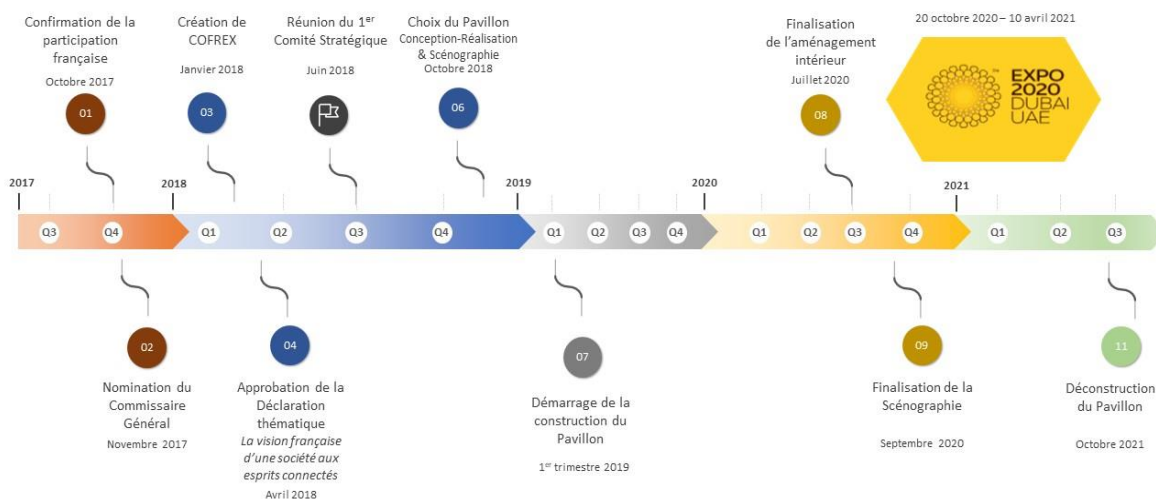 Confirmation de la
participation
française
Octobre 2017
01
Création de
COFREX
Janvier 2018
03
Réunion du 1er
Comité Stratégique
Juin 2018
Choix du Pavillon
Conception-Réalisation
& Scénographie
Octobre 2018
06
Finalisation
de l'aménagement
intérieur
Juillet 2020
08
20 octobre 2020 – 10 avril 2021
EXPO
2020
DUBAI
UAE
2017
2018
2019
2020
2021
Q3 Q4 Q1 Q2 Q3 Q4 Q1 Q2 Q3 Q4 Q1 Q2 Q3 Q4 Q1 Q2 Q3
02
Nomination du
Commissaire
Général
Novembre 2017
04
Approbation de la
Déclaration
thématique
La vision française
d'une société aux
esprits connectés
Avril 2018
07
Démarrage de la
construction du
Pavillon
1er trimestre 2019
09
Finalisation de la
Scénographie
Septembre 2020
11
Déconstruction
du Pavillon
Octobre 2021